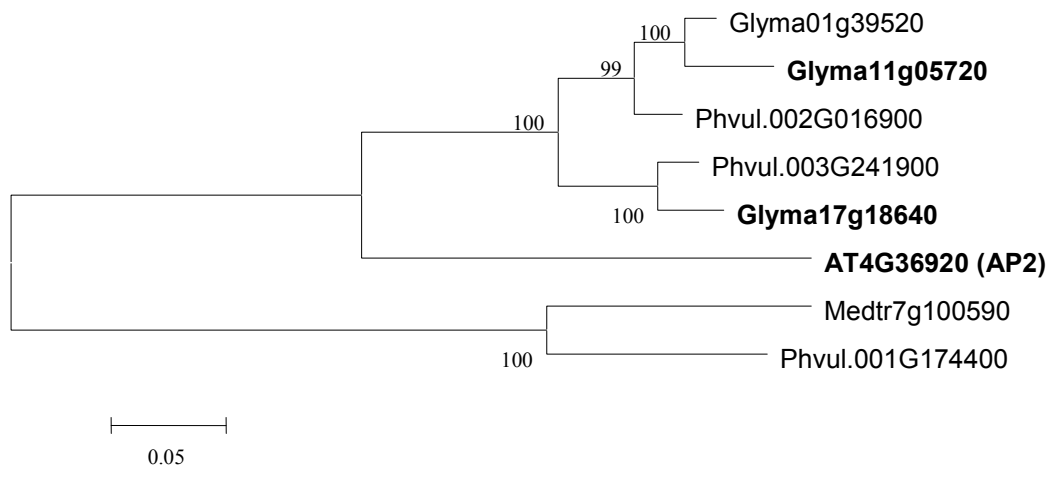 Glyma01g39520
100
Glyma11g05720
99
Phvul.002G016900
100
Phvul.003G241900
Glyma17g18640
100
AT4G36920 (AP2)
Medtr7g100590
Phvul.001G174400
100
0.05